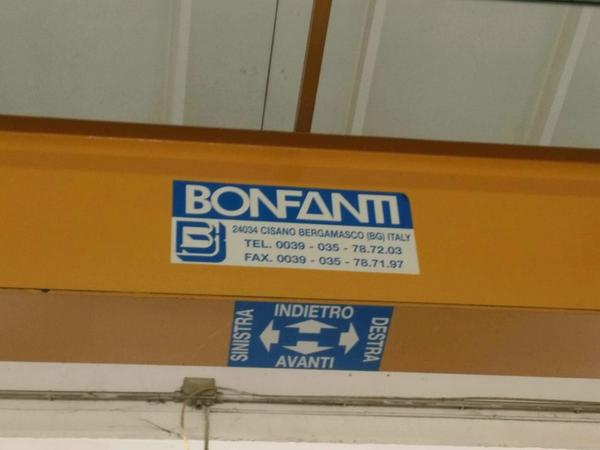 BONFANTI
B
24034 CISANO BERGAMASCO (BG) ITALY
TEL. 0039 - 035 - 78.72.03
FAX. 0039 - 035 - 78.71.97
INDIETRO
SINISTRA
DESTRA
AVANTI